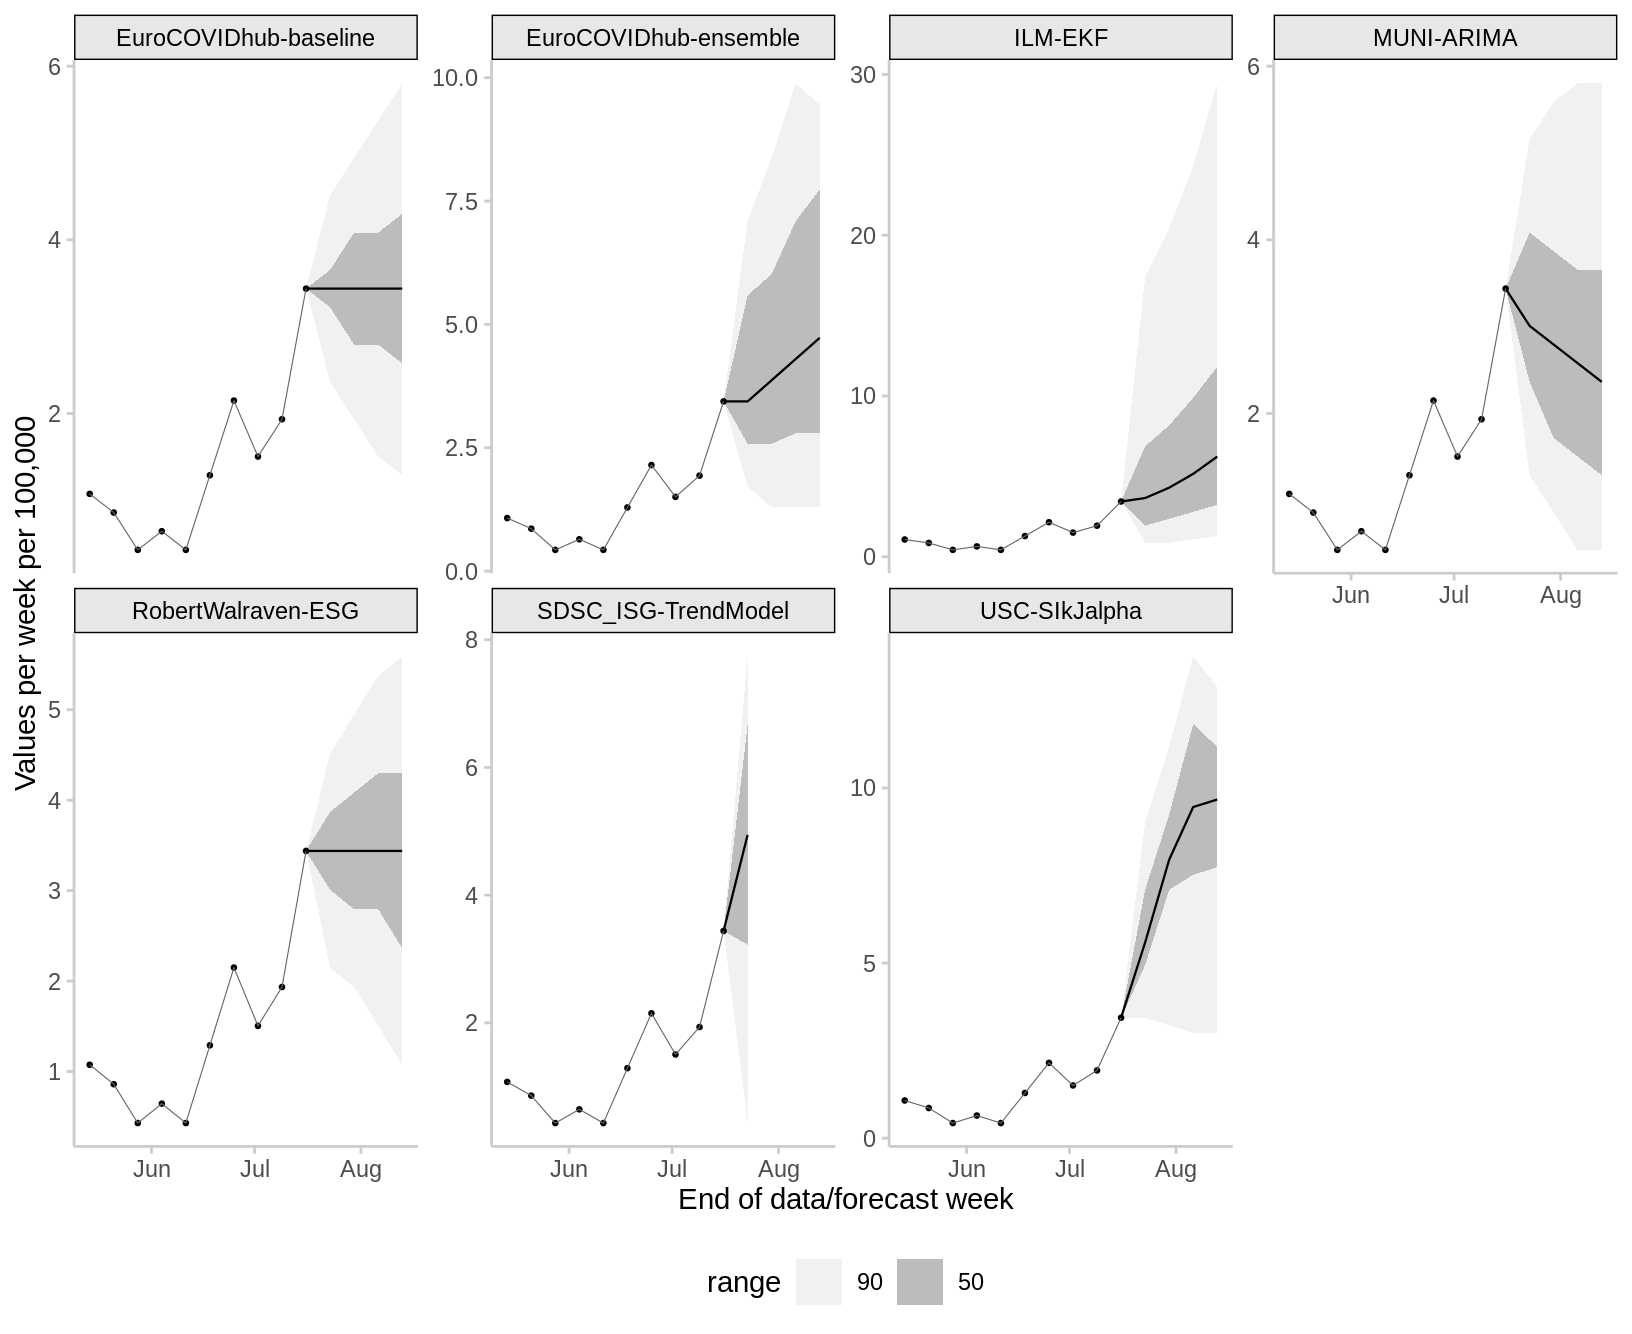 EuroCOVIDhub-baseline
EuroCOVIDhub-ensemble
ILM-EKF
MUNI-ARIMA
6
4
2
10.0
7.5
5.0
2.5
0.0
30
20
10
0
6
4
2
Jun Jul Aug
Values per week per 100,000
RobertWalraven-ESG
SDSC_ISG-TrendModel
USC-SIkJalpha
5
4
3
2
1
8
6
4
2
10
5
0
Jun Jul Aug
Jun Jul Aug
Jun Jul Aug
End of data/forecast week
range 90 50